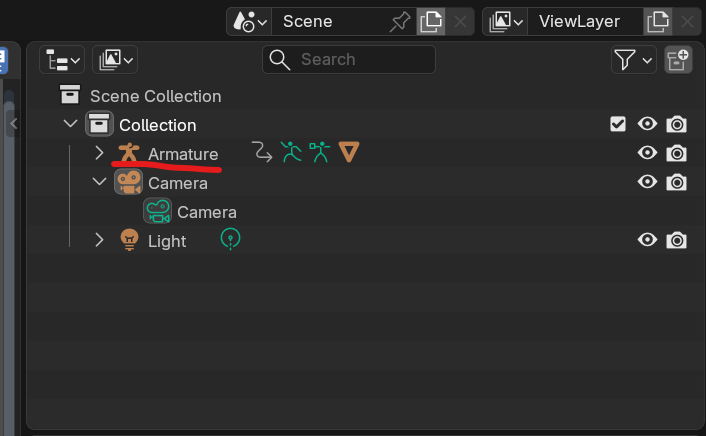 Scene
ViewLayer
Search
Scene Collection
Collection
Armature
Camera
Camera
Light